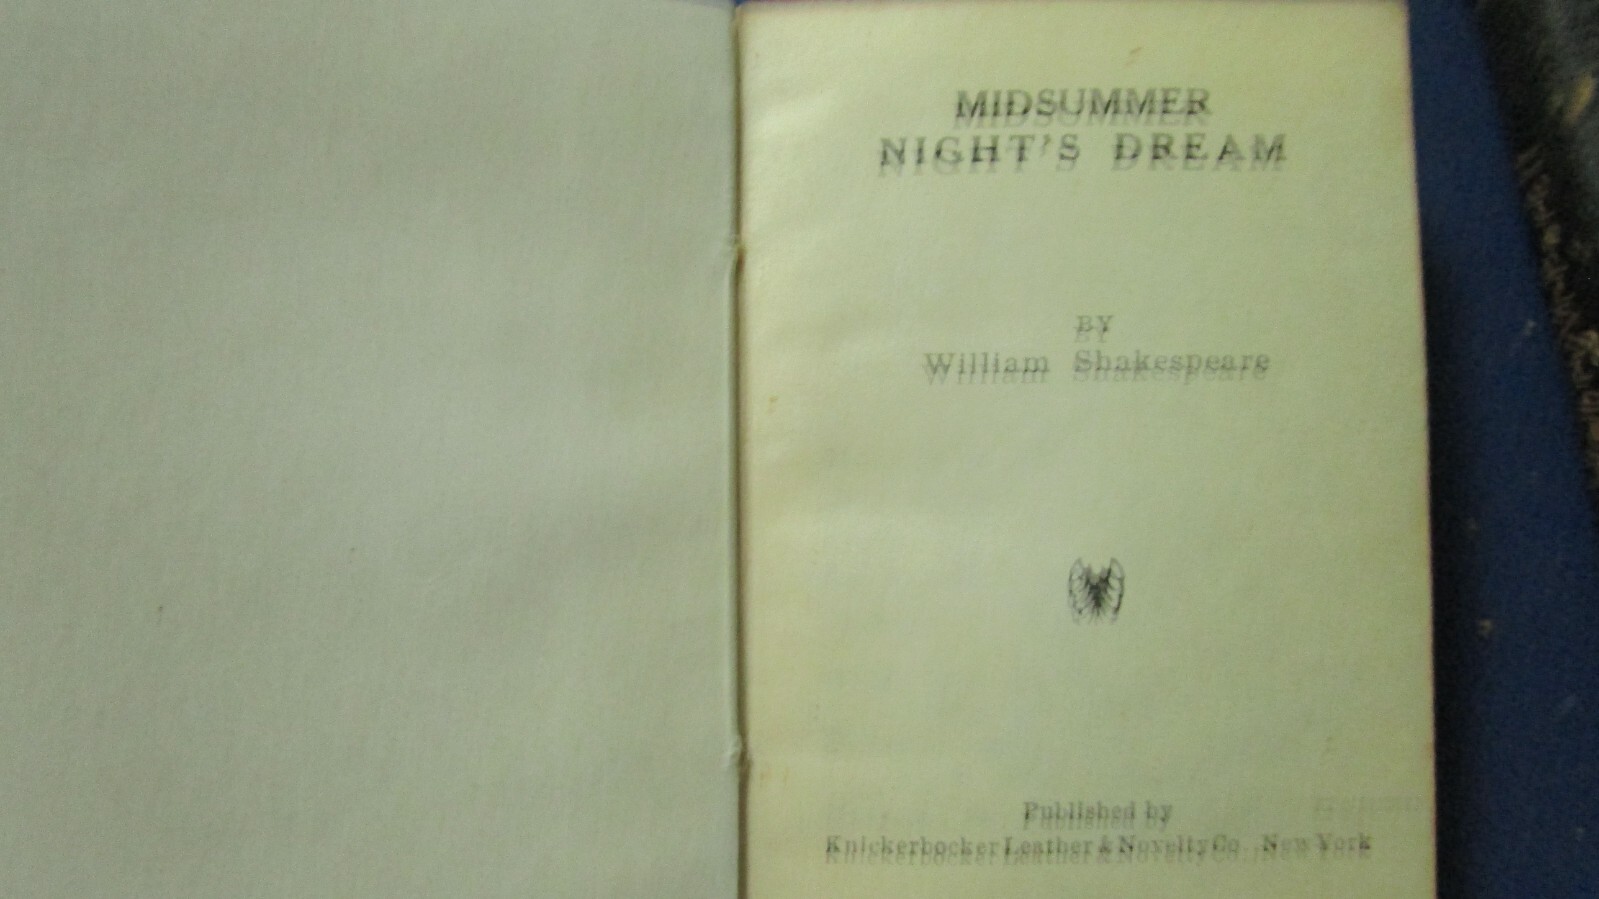 MIDSUMMER
NIGHT'S DREAM
BY
William Shakespeare
Published by
Knickerbocker Leather & Novelty Co., New York